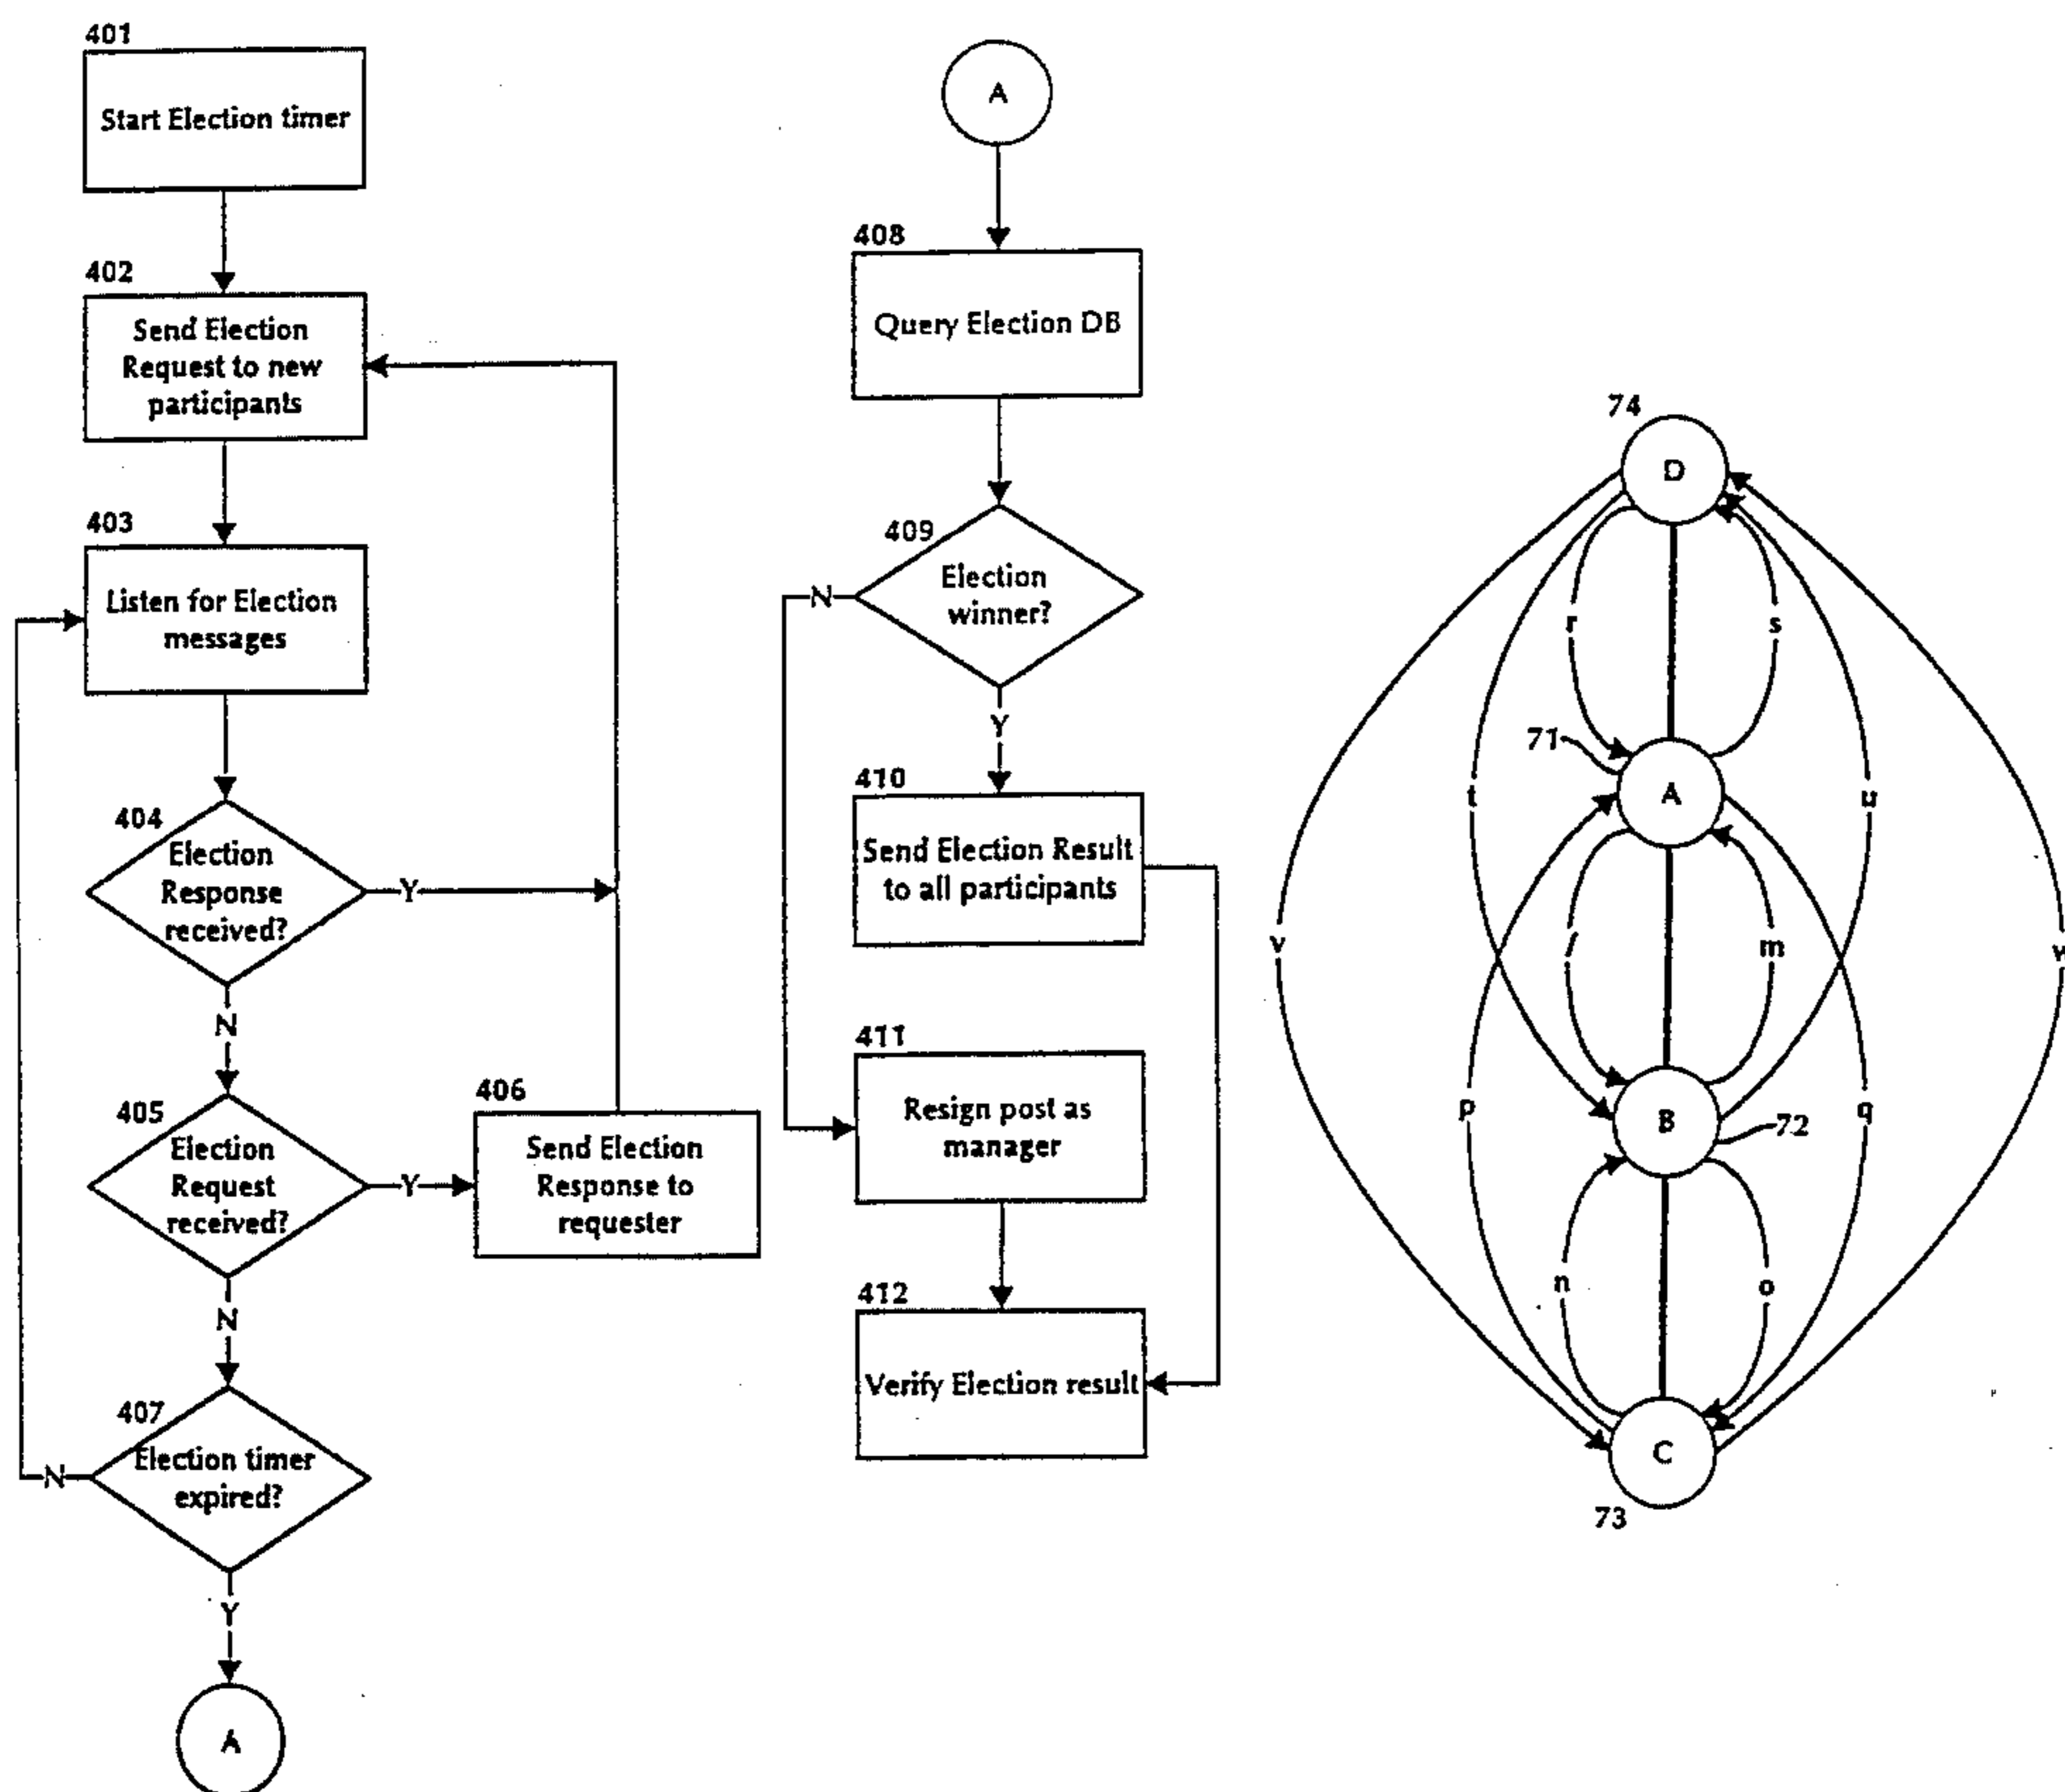 401
Start Election timer
402
Send Election
Request to new
participants
403
Listen for Election
messages
404
Election
Response
received?
Y
N
405
Election
Request
received?
Y
406
Send Election
Response to
requester
N
407
Election timer
expired?
N
Y
A
A
408
Query Election DB
409
Election
winner?
N
Y
410
Send Election Result
to all participants
411
Resign post as
manager
412
Verify Election result
74
D
r
s
71
A
t
u
v
m
w
p
q
B
72
n
o
C
73